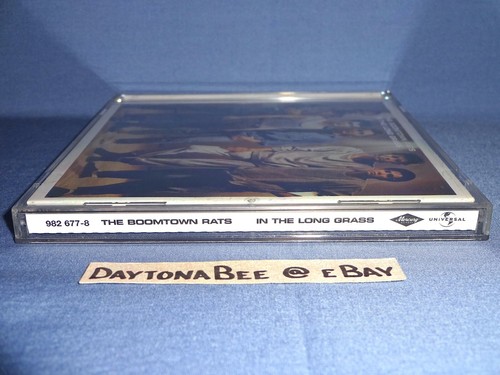 982 677-8 THE BOOMTOWN RATS IN THE LONG GRASS Mercury UNIVERSAL
DAYTONABEE @ EBAY